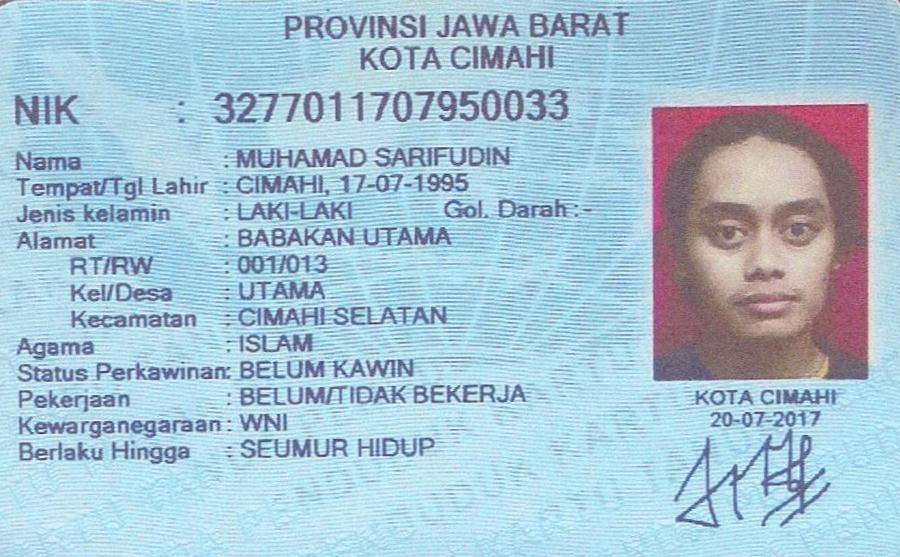 PROVINSI JAWA BARAT
KOTA CIMAHI
NIK : 3277011707950033
Nama : MUHAMAD SARIFUDIN
Tempat/Tgl Lahir : CIMAHI, 17-07-1995
Jenis kelamin : LAKI-LAKI Gol. Darah :-
Alamat : BABAKAN UTAMA
RT/RW : 001/013
Kel/Desa : UTAMA
Kecamatan : CIMAHI SELATAN
Agama : ISLAM
Status Perkawinan: BELUM KAWIN
Pekerjaan : BELUM/TIDAK BEKERJA
Kewarganegaraan : WNI
Berlaku Hingga : SEUMUR HIDUP
KOTA CIMAHI
20-07-2017